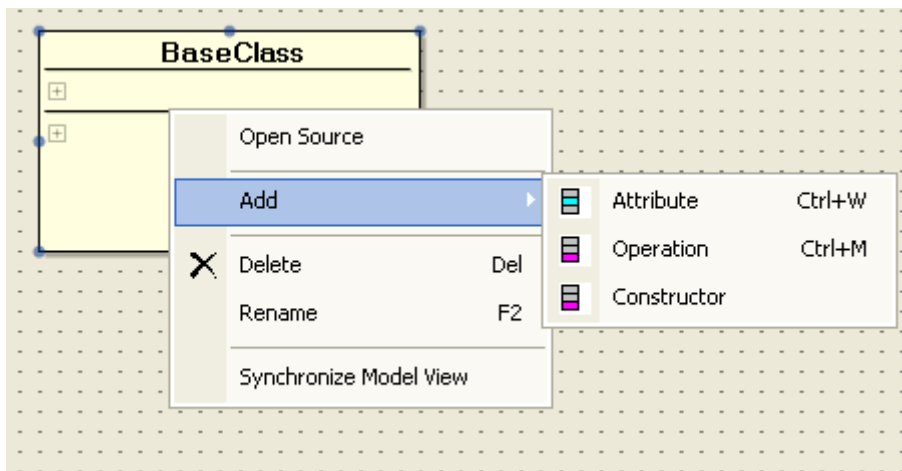 BaseClass
Open Source
Add
Attribute Ctrl+W
Operation Ctrl+M
Constructor
Delete Del
Rename F2
Synchronize Model View